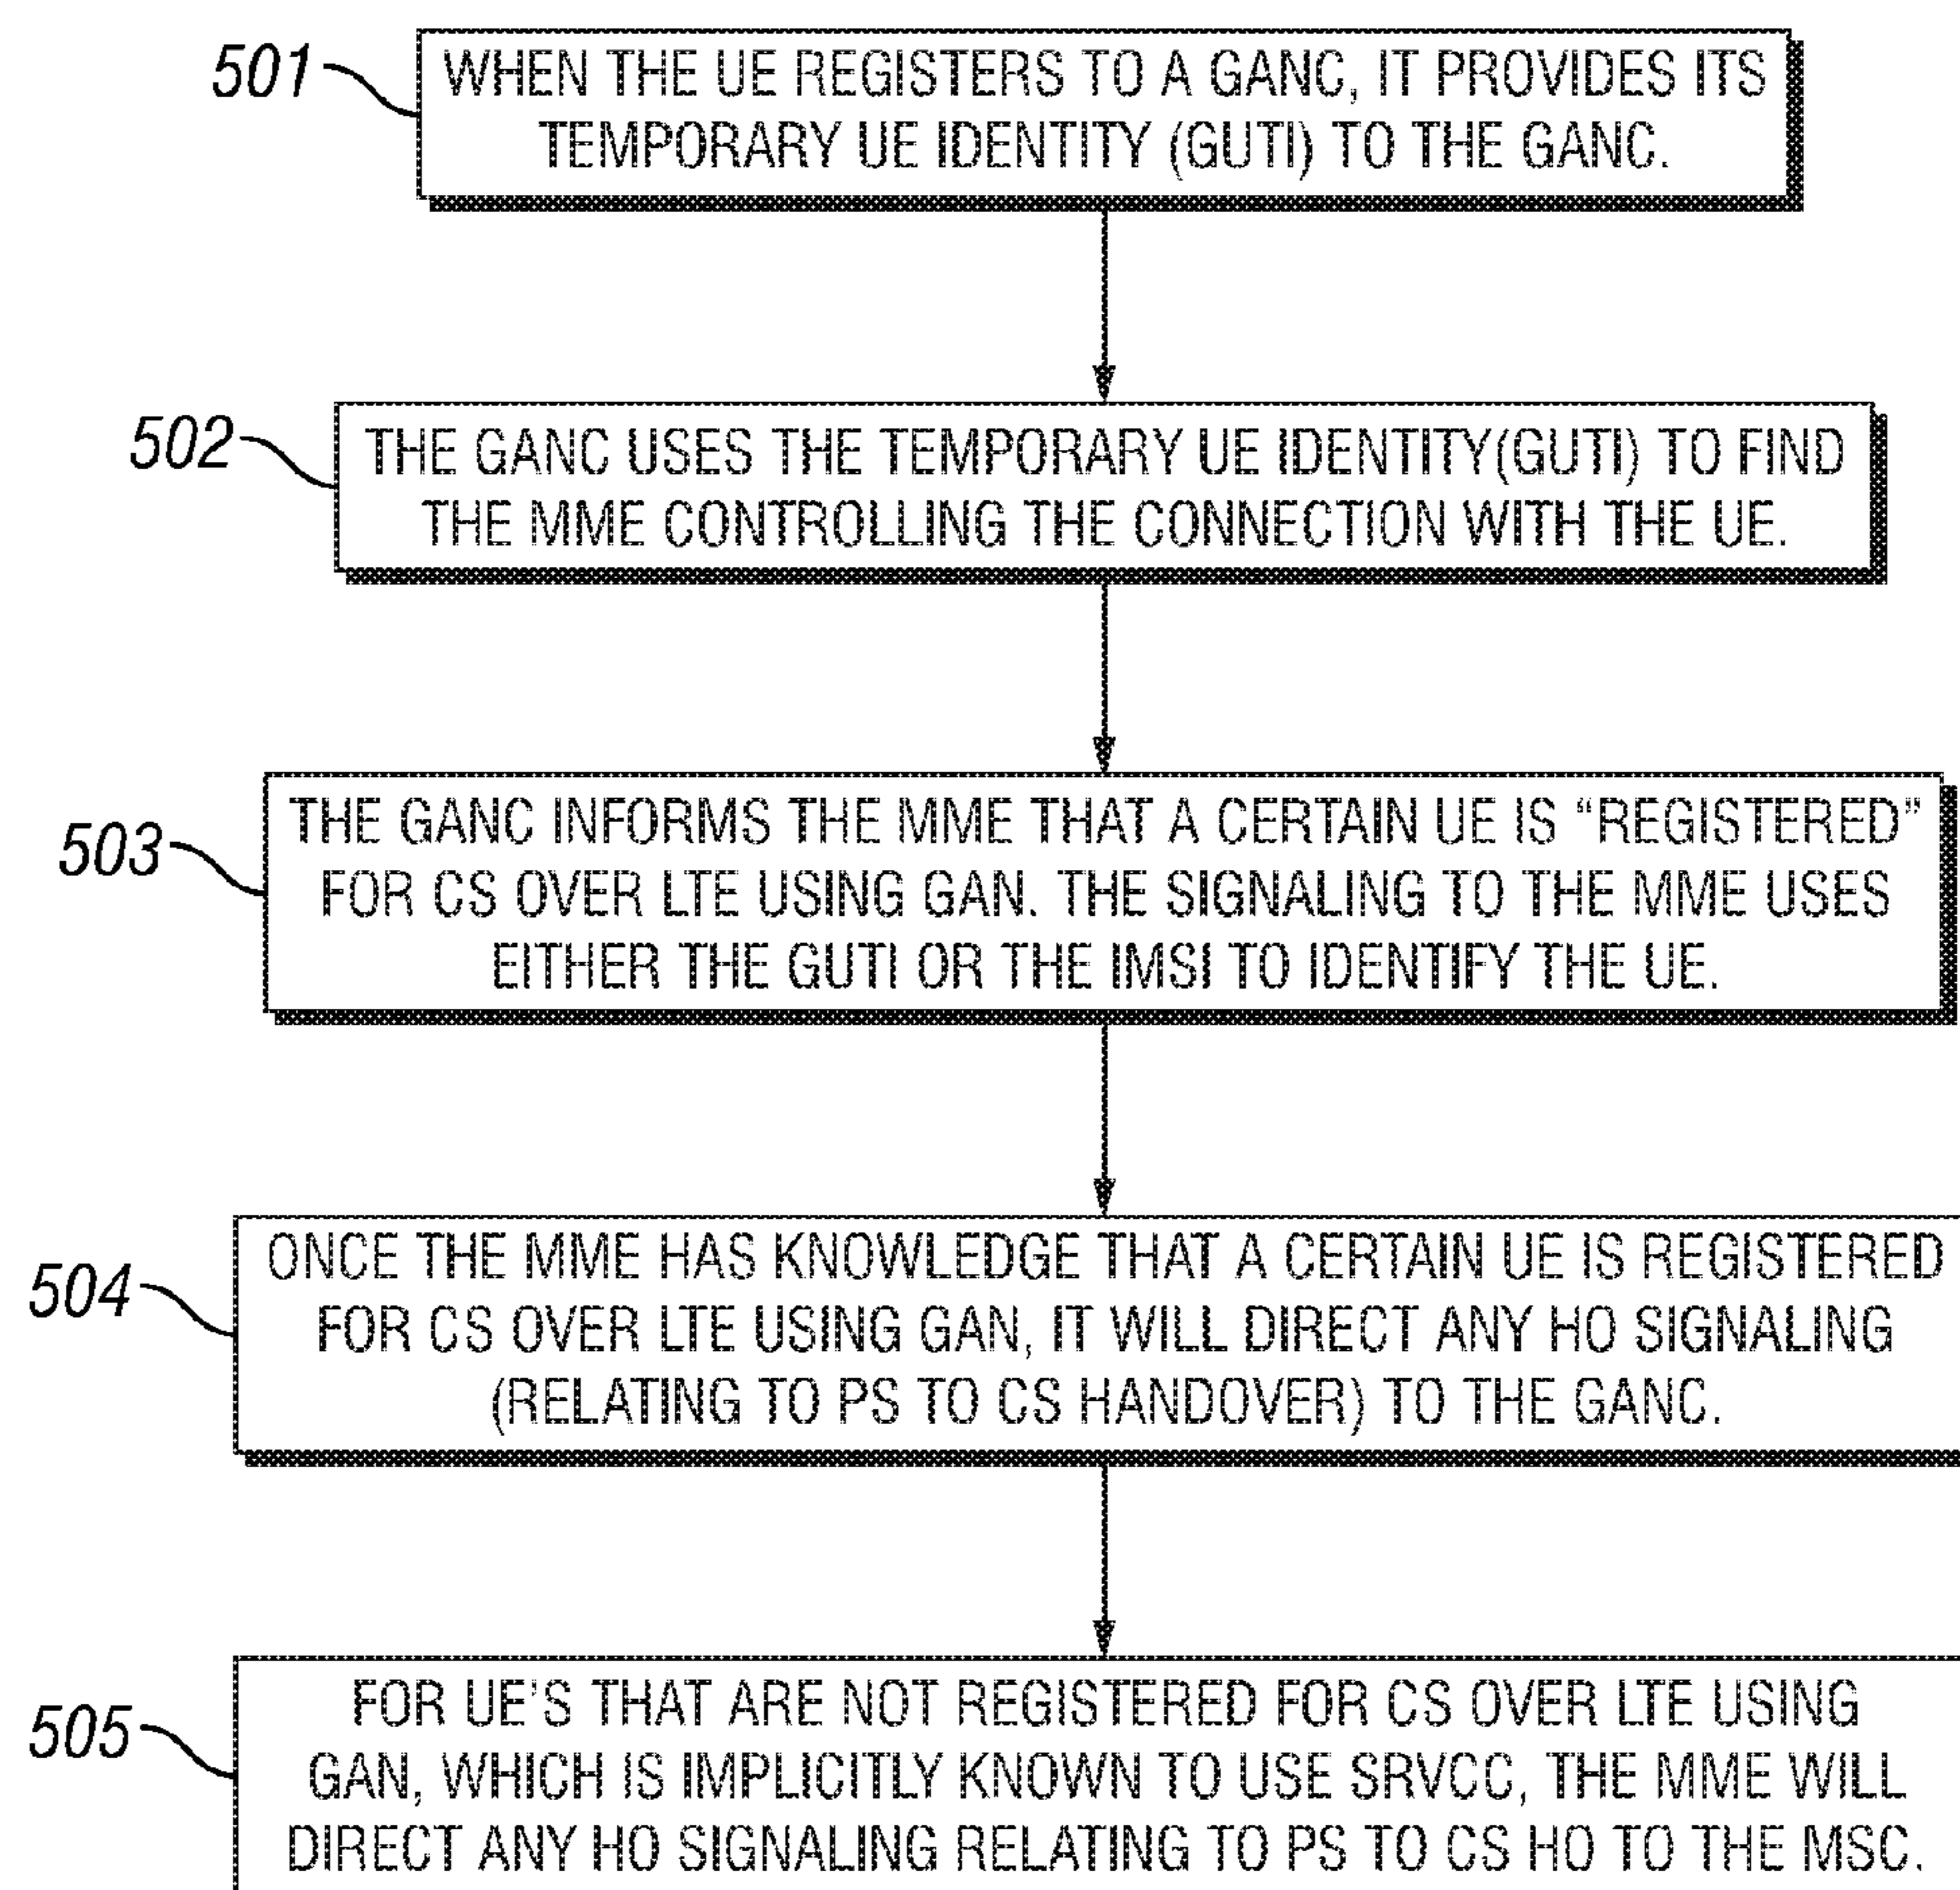 501
WHEN THE UE REGISTERS TO A GANC, IT PROVIDES ITS
TEMPORARY UE IDENTITY (GUTI) TO THE GANC.
502
THE GANC USES THE TEMPORARY UE IDENTITY(GUTI) TO FIND
THE MME CONTROLLING THE CONNECTION WITH THE UE.
503
THE GANC INFORMS THE MME THAT A CERTAIN UE IS “REGISTERED”
FOR CS OVER LTE USING GAN. THE SIGNALING TO THE MME USES
EITHER THE GUTI OR THE IMSI TO IDENTIFY THE UE.
504
ONCE THE MME HAS KNOWLEDGE THAT A CERTAIN UE IS REGISTERED
FOR CS OVER LTE USING GAN, IT WILL DIRECT ANY HO SIGNALING
(RELATING TO PS TO CS HANDOVER) TO THE GANC.
505
FOR UE'S THAT ARE NOT REGISTERED FOR CS OVER LTE USING
GAN, WHICH IS IMPLICITLY KNOWN TO USE SRVCC, THE MME WILL
DIRECT ANY HO SIGNALING RELATING TO PS TO CS HO TO THE MSC.